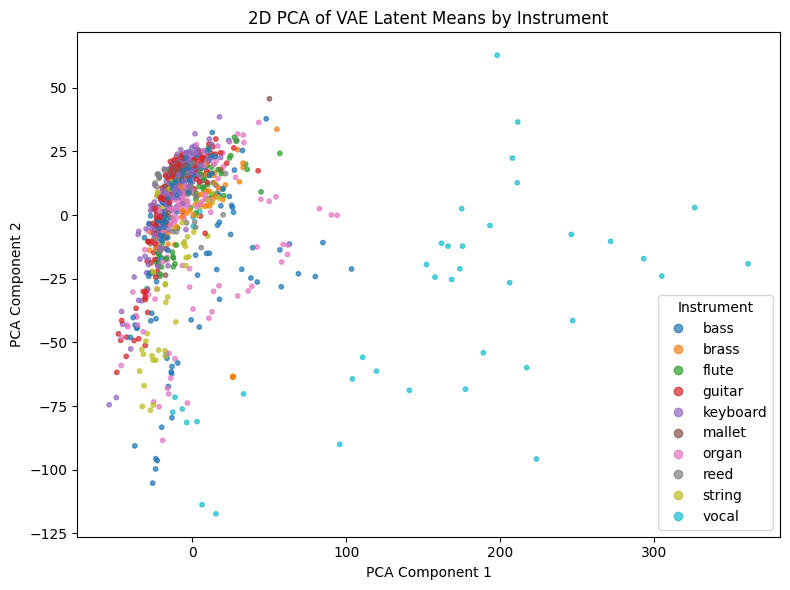 2D PCA of VAE Latent Means by Instrument
PCA Component 2
50
25
0
−25
−50
−75
−100
−125
0
100
200
300
PCA Component 1
Instrument
bass
brass
flute
guitar
keyboard
mallet
organ
reed
string
vocal